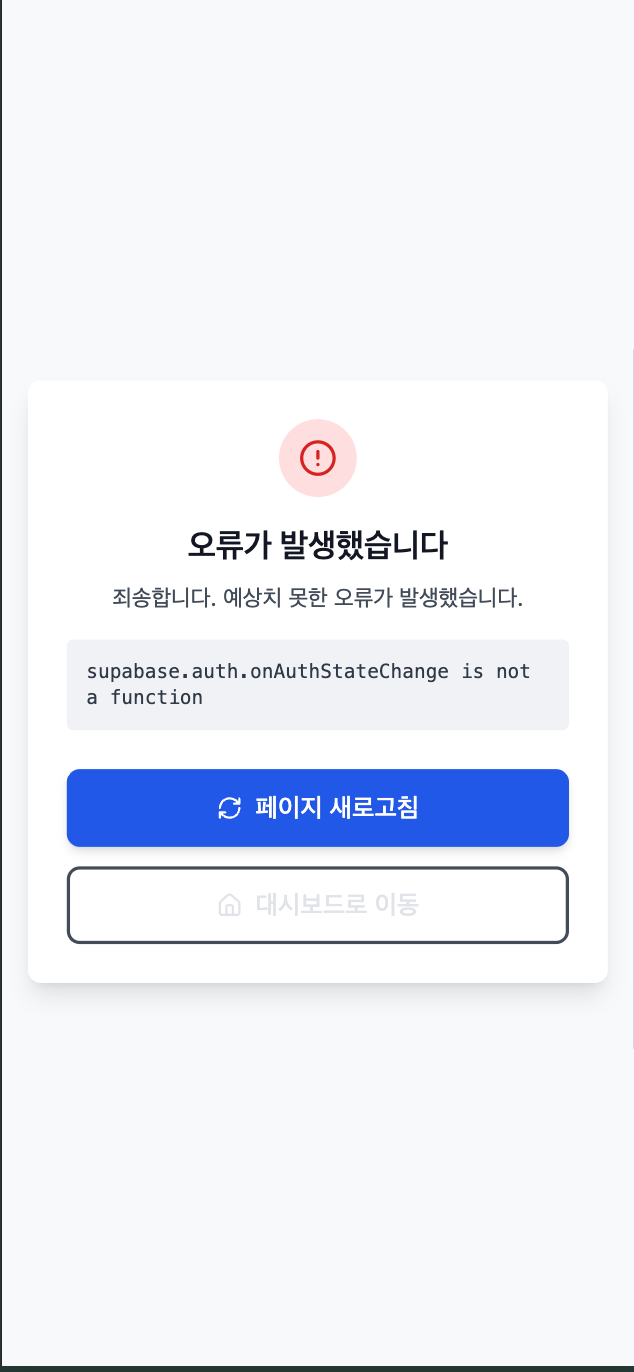 오류가 발생했습니다
죄송합니다. 예상치 못한 오류가 발생했습니다.
supabase.auth.onAuthStateChange is not
a function
페이지 새로고침
대시보드로 이동